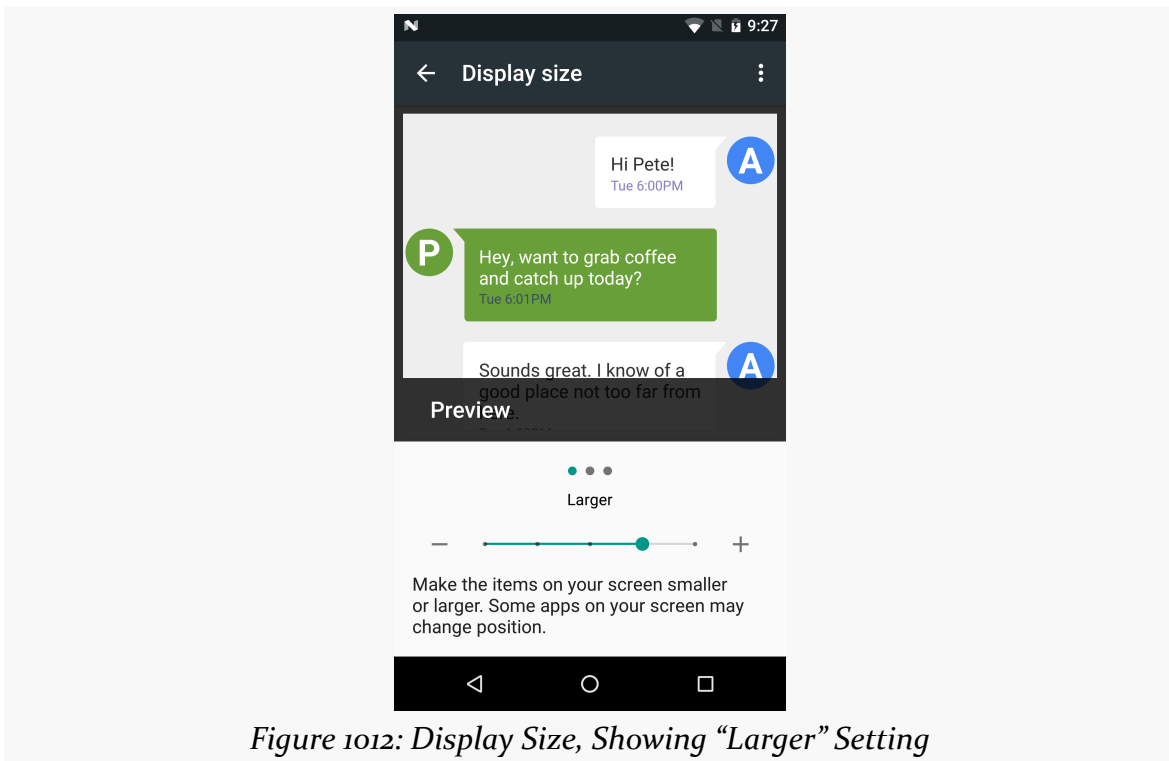 9:27
Display size
Hi Pete!
A
Tue 6:00PM
P
Hey, want to grab coffee
and catch up today?
Tue 6:01PM
A
Sounds great. I know of a
good place not too far from
Preview
Larger
Make the items on your screen smaller
or larger. Some apps on your screen may
change position.
Figure 1012: Display Size, Showing “Larger” Setting